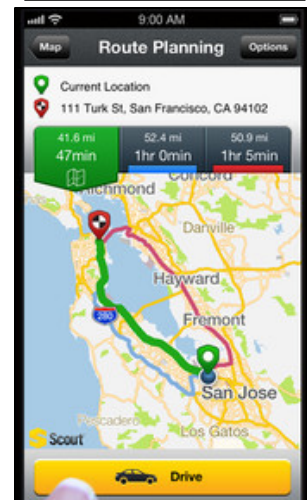 9:00 AM
Map
Route Planning
Options
Current Location
111 Turk St, San Francisco, CA 94102
41.6 mi
52.4 mi
50.9 mi
47min
1hr 0min
1hr 5min
Concord
Richmond
Danville
Hayward
280
Fremont
San Jose
Pescadero
Los Gatos
Scout
Drive